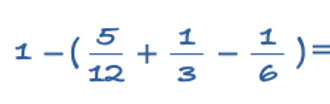 1 - ( 5/12 + 1/3 - 1/6 ) =